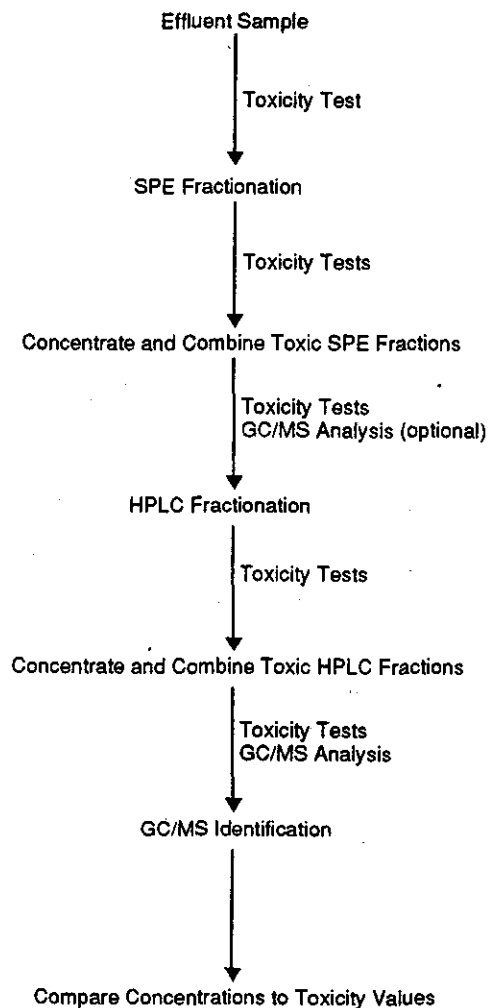 Effluent Sample
Toxicity Test
SPE Fractionation
Toxicity Tests
Concentrate and Combine Toxic SPE Fractions
Toxicity Tests
GC/MS Analysis (optional)
HPLC Fractionation
Toxicity Tests
Concentrate and Combine Toxic HPLC Fractions
Toxicity Tests
GC/MS Analysis
GC/MS Identification
Compare Concentrations to Toxicity Values